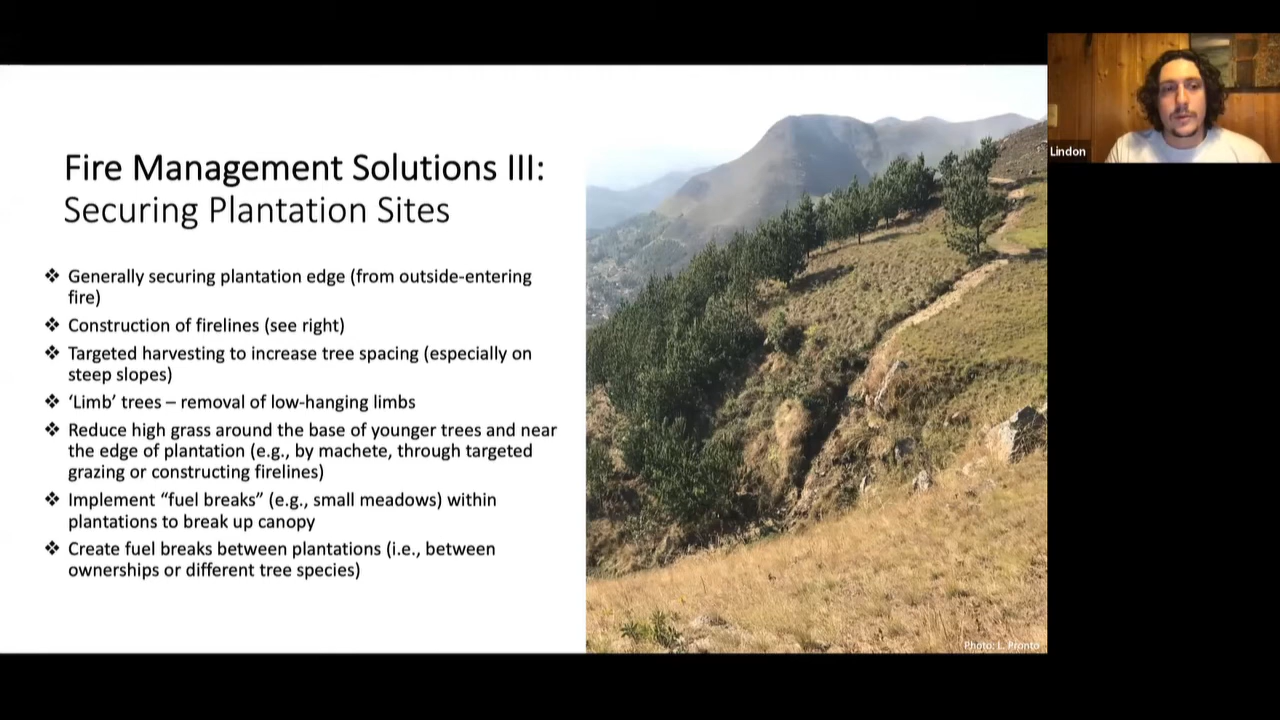 Fire Management Solutions III:
Securing Plantation Sites
❖ Generally securing plantation edge (from outside-entering
fire)
❖ Construction of firelines (see right)
❖ Targeted harvesting to increase tree spacing (especially on
steep slopes)
❖ ‘Limb’ trees – removal of low-hanging limbs
❖ Reduce high grass around the base of younger trees and near
the edge of plantation (e.g., by machete, through targeted
grazing or constructing firelines)
❖ Implement “fuel breaks” (e.g., small meadows) within
plantations to break up canopy
❖ Create fuel breaks between plantations (i.e., between
ownerships or different tree species)
Photo: L. Pronto
Lindon